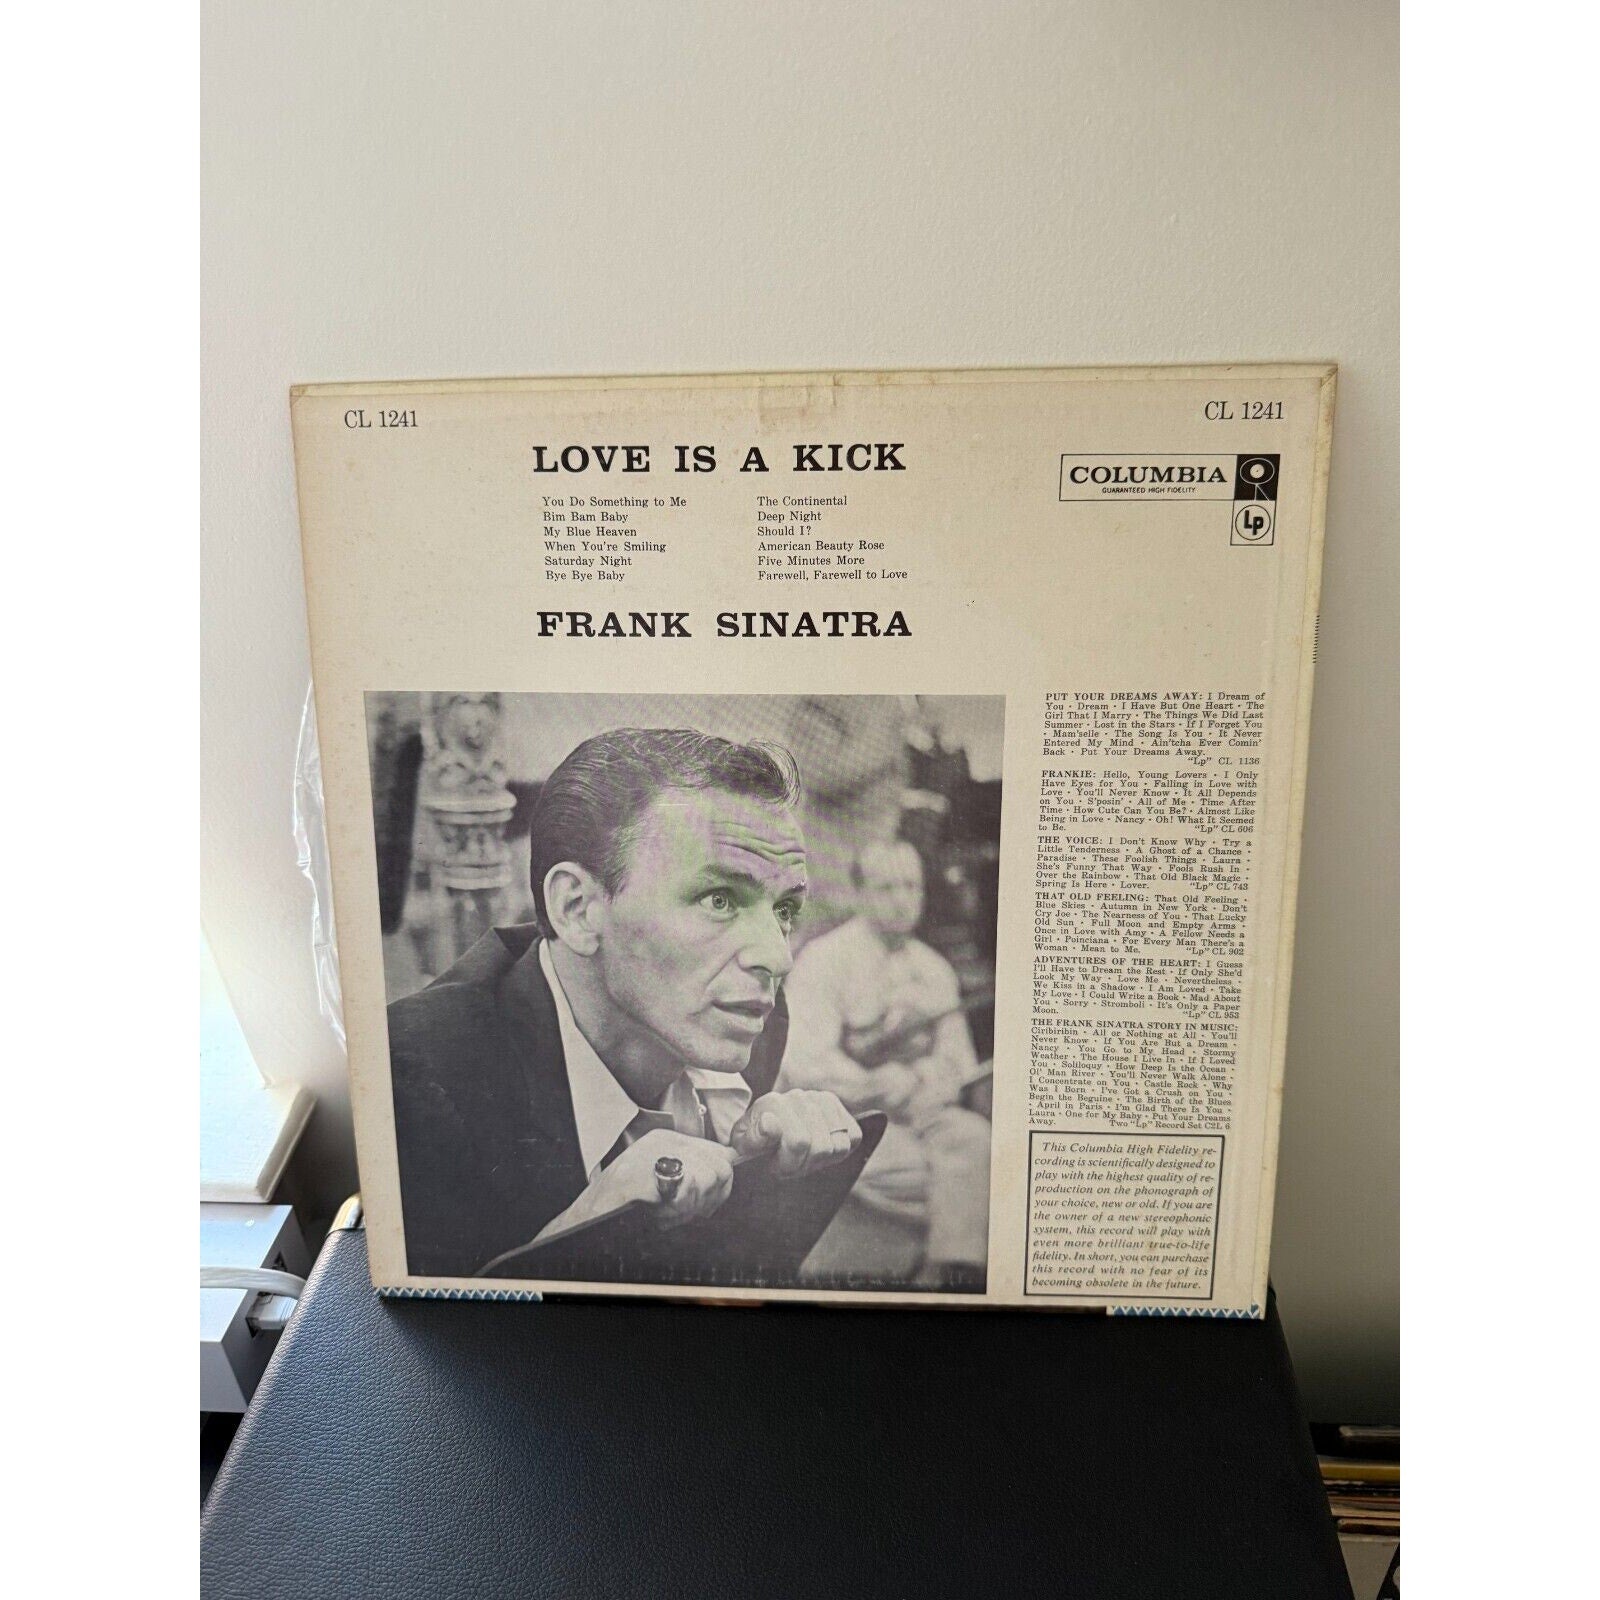 CL 1241
CL 1241
LOVE IS A KICK
COLUMBIA
GUARANTEED HIGH FIDELITY
Lp
You Do Something to Me
Bim Bam Baby
My Blue Heaven
When You're Smiling
Saturday Night
Bye Bye Baby
The Continental
Deep Night
Should I?
American Beauty Rose
Five Minutes More
Farewell, Farewell to Love
FRANK SINATRA
PUT YOUR DREAMS AWAY: I Dream of
You · Dream · I Have But One Heart · The
Girl That I Marry · The Things We Did Last
Summer · Lost in the Stars · If I Forget You
· Mam'selle · The Song Is You · It Never
Entered My Mind · Ain'tcha Ever Comin'
Back · Put Your Dreams Away.
"Lp" CL 1136
FRANKIE: Hello, Young Lovers · I Only
Have Eyes for You · Falling in Love with
Love · You'll Never Know · It All Depends
on You · S'posin' · All of Me · Time After
Time · How Cute Can You Be? · Almost Like
Being in Love · Nancy · Oh! What It Seemed
to Be. "Lp" CL 606
THE VOICE: I Don't Know Why · Try a
Little Tenderness · A Ghost of a Chance ·
Paradise · These Foolish Things · Laura ·
She's Funny That Way · Fools Rush In ·
Over the Rainbow · That Old Black Magic ·
Spring Is Here · Lover. "Lp" CL 743
THAT OLD FEELING: That Old Feeling ·
Blue Skies · Autumn in New York · Don't
Cry Joe · The Nearness of You · That Lucky
Old Sun · Full Moon and Empty Arms ·
Once in Love with Amy · A Fellow Needs a
Girl · Poinciana · For Every Man There's a
Woman · Mean to Me. "Lp" CL 902
ADVENTURES OF THE HEART: I Guess
I'll Have to Dream the Rest · If Only She'd
Look My Way · Love Me · Nevertheless ·
We Kiss in a Shadow · I Am Loved · Take
My Love · I Could Write a Book · Mad About
You · Sorry · Stromboli · It's Only a Paper
Moon. "Lp" CL 953
THE FRANK SINATRA STORY IN MUSIC:
Ciribiribin · All or Nothing at All · You'll
Never Know · If You Are But a Dream ·
Nancy · You Go to My Head · Stormy
Weather · The House I Live In · If I Loved
You · Soliloquy · How Deep Is the Ocean ·
Ol' Man River · You'll Never Walk Alone ·
I Concentrate on You · Castle Rock · Why
Was I Born · I've Got a Crush on You ·
Begin the Beguine · The Birth of the Blues
· April in Paris · I'm Glad There Is You ·
Laura · One for My Baby · Put Your Dreams
Away. Two "Lp" Record Set C2L 6
This Columbia High Fidelity re-
cording is scientifically designed to
play with the highest quality of re-
production on the phonograph of
your choice, new or old. If you are
the owner of a new stereophonic
system, this record will play with
even more brilliant true-to-life
fidelity. In short, you can purchase
this record with no fear of its
becoming obsolete in the future.